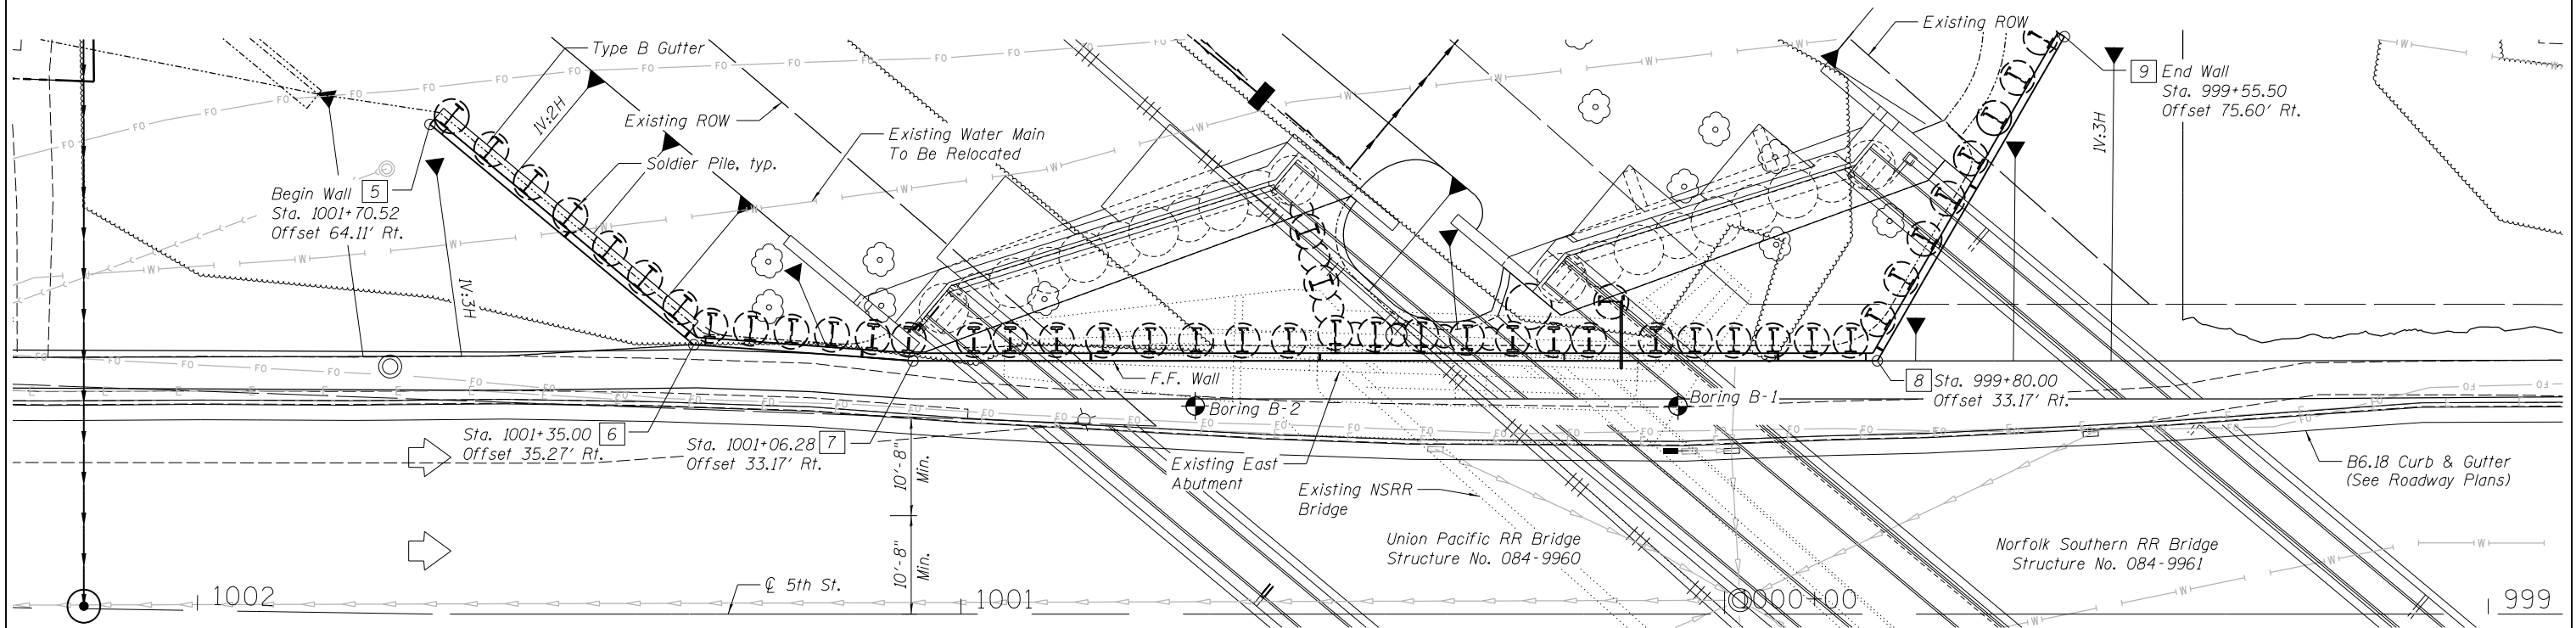 Existing ROW
Type B Gutter
1V:2H
Existing ROW
Existing Water Main
To Be Relocated
Soldier Pile, typ.
9 End Wall
Sta. 999+55.50
Offset 75.60' Rt.
1V:3H
Begin Wall 5
Sta. 1001+70.52
Offset 64.11' Rt.
1V:3H
F.F. Wall
8 Sta. 999+80.00
Offset 33.17' Rt.
Boring B-2
Boring B-1
Sta. 1001+35.00 6
Offset 35.27' Rt.
Sta. 1001+06.28 7
Offset 33.17' Rt.
10'-8"
Min.
Existing East
Abutment
Existing NSRR
Bridge
B6.18 Curb & Gutter
(See Roadway Plans)
Union Pacific RR Bridge
Structure No. 084-9960
Norfolk Southern RR Bridge
Structure No. 084-9961
10'-8"
Min.
℄ 5th St.
1002
1001
1000+00
999